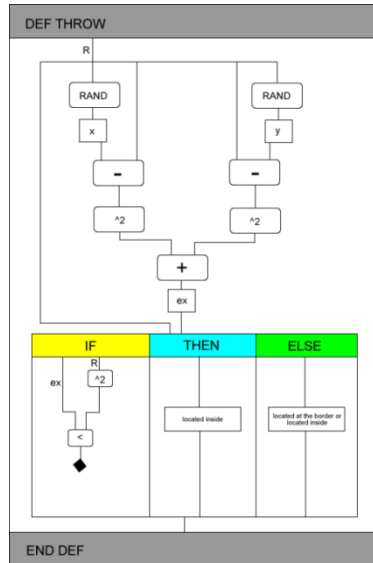 DEF THROW
R
RAND
RAND
x
y
-
-
^2
^2
+
ex
IF
THEN
ELSE
R
ex
^2
<
located inside
located at the border or
located inside
END DEF